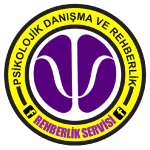 PSİKOLOJİK DANIŞMA VE REHBERLİK
REHBERLİK SERVİSİ